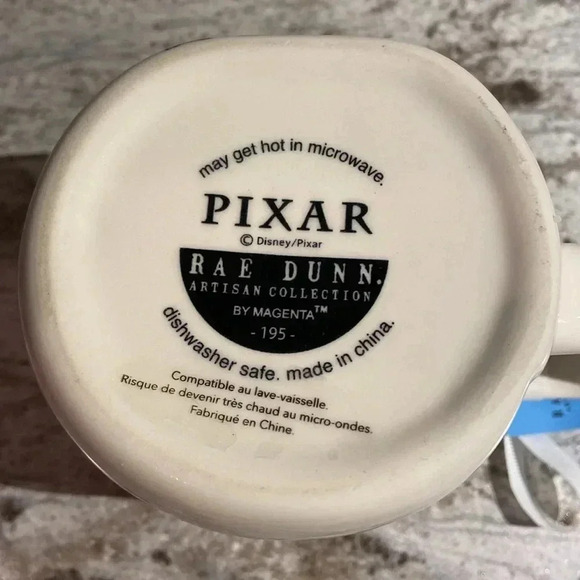 may get hot in microwave.
PIXAR
© Disney/Pixar
RAE DUNN.
ARTISAN COLLECTION
BY MAGENTA™
- 195 -
dishwasher safe. made in china.
Compatible au lave-vaisselle.
Risque de devenir très chaud au micro-ondes.
Fabriqué en Chine.